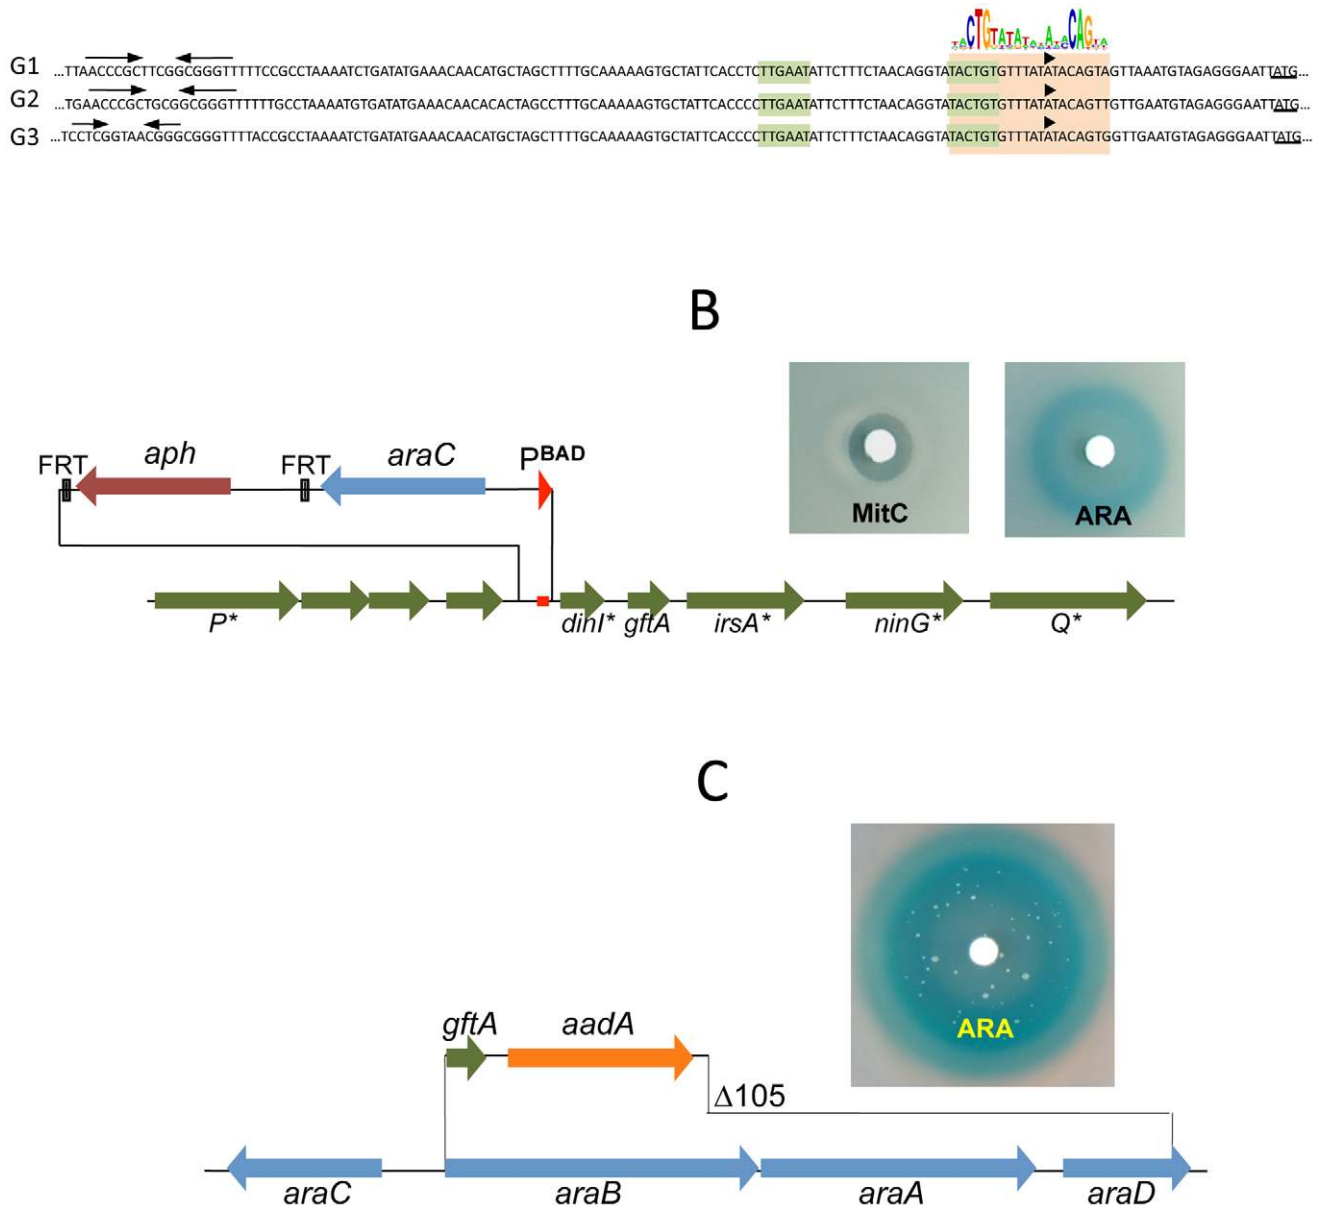 G1 ...TTAACCCGCTTCGGCGGGTTTTTCCGCCTAAAATCTGATATGAAACAACATGCTAGCTTTTGCAAAAAGTGCTATTCACCTCTTGAATATTCTTTCTAACAGGTATACTGTGTTTATATACAGTAGTTAAATGTAGAGGGAATTATG...
G2 ...TGAACCCGCTGCGGCGGGTTTTTTGCCTAAAATGTGATATGAAACAACACACTAGCCTTTGCAAAAAGTGCTATTCACCCCTTGAATATTCTTTCTAACAGGTATACTGTGTTTATATACAGTTGTTGAATGTAGAGGGAATTATG...
G3 ...TCCTCGGTAACGGGCGGGTTTTACCGCCTAAAATCTGATATGAAACAACATGCTAGCTTTTGCAAAAAGTGCTATTCACCCCTTGAATATTCTTTCTAACAGGTATACTGTGTTTATATACAGTGGTTGAATGTAGAGGGAATTATG...
B
FRT aph FRT araC PBAD
MitC ARA
P* dinI* gftA irsA* ninG* Q*
C
ARA
gftA aadA
Δ105
araC araB araA araD